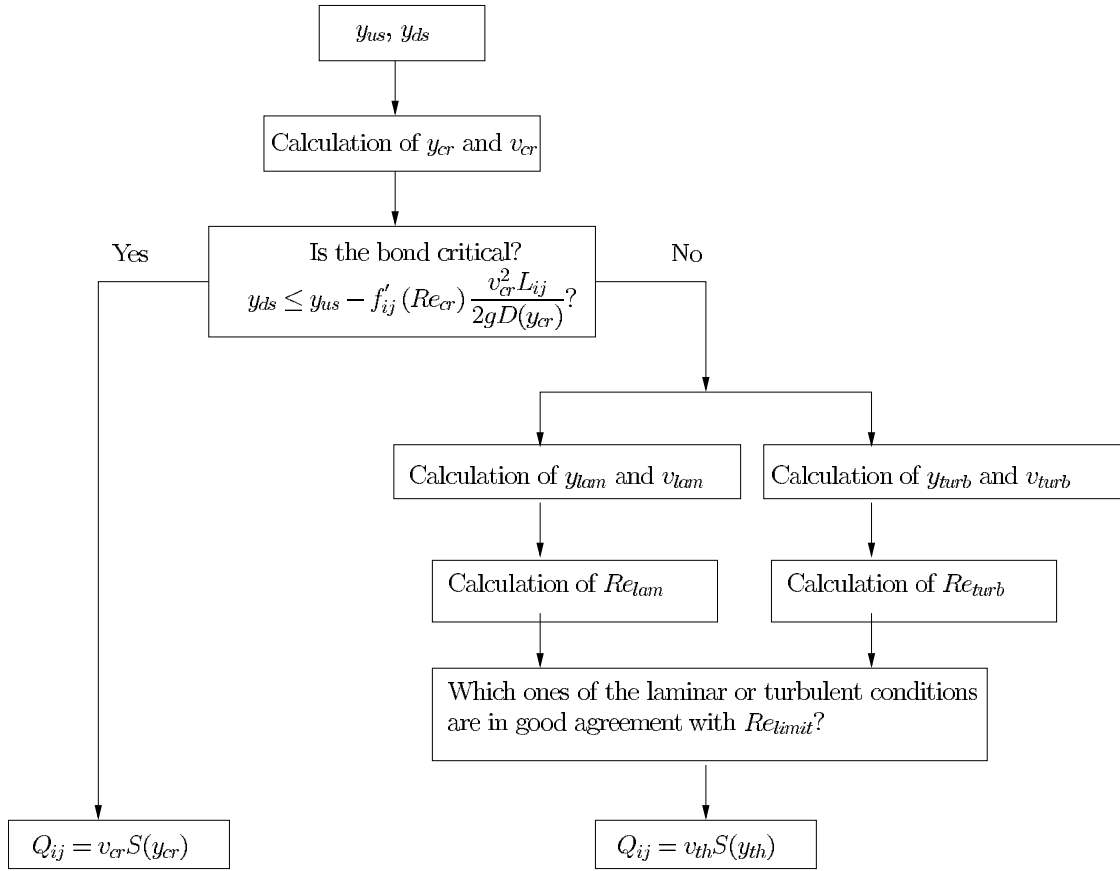 y_us, y_ds
Calculation of y_cr and v_cr
Yes
Is the bond critical?
No
y_ds ≤ y_us − f′_ij (Re_cr) v²_cr L_ij / 2gD(y_cr) ?
Calculation of y_lam and v_lam
Calculation of y_turb and v_turb
Calculation of Re_lam
Calculation of Re_turb
Which ones of the laminar or turbulent conditions
are in good agreement with Re_limit?
Q_ij = v_cr S(y_cr)
Q_ij = v_th S(y_th)